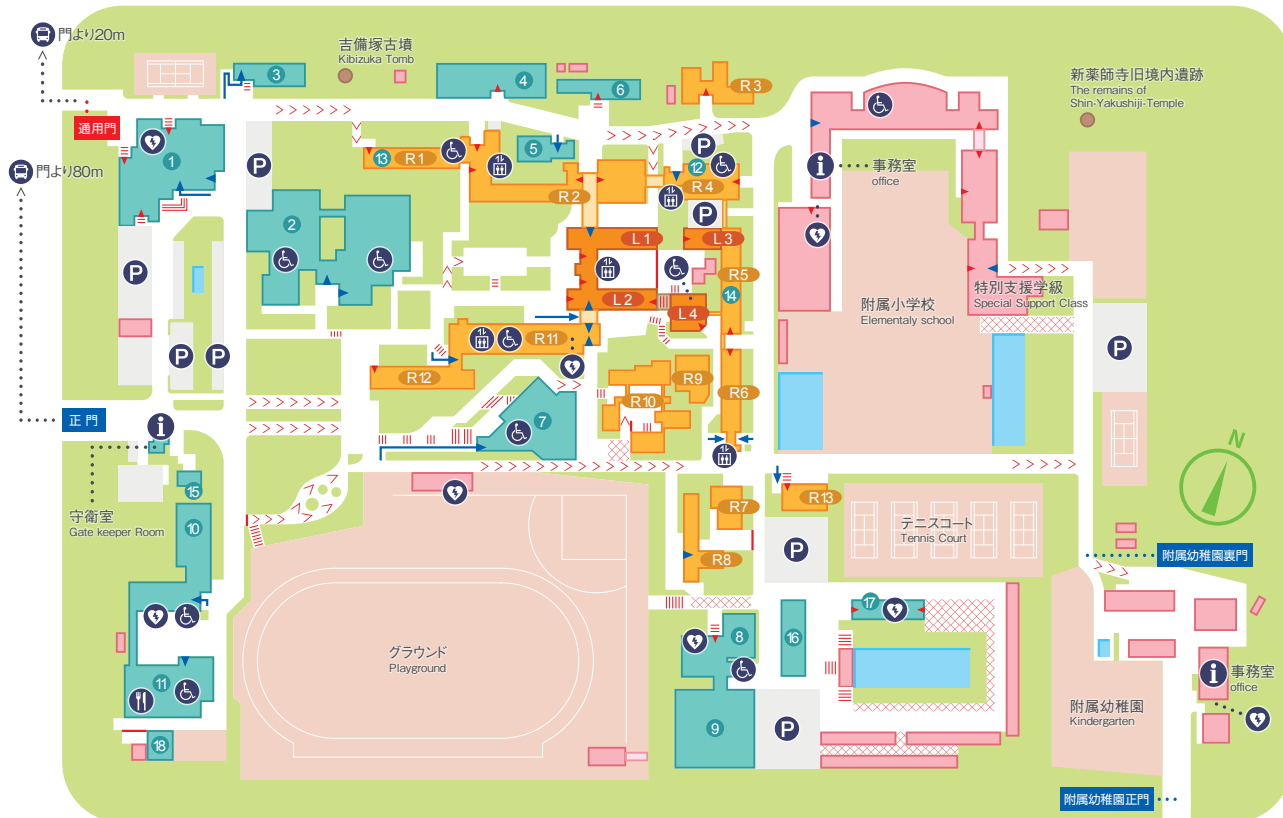 門より20m
吉備塚古墳
Kibizuka Tomb
新薬師寺旧境内遺跡
The remains of
Shin-Yakushiji-Temple
3
4
6
R3
P
通用門
1
門より80m
P
13
R1
5
R2
12
R4
P
i
事務室
office
2
L1
L3
R5
14
P
L2
L4
特別支援学級
Special Support Class
附属小学校
Elementaly school
P
P
R11
P
R12
R9
R6
R10
正門
i
7
N
守衛室
Gate keeper Room
15
10
R7
R13
テニスコート
Tennis Court
P
R8
附属幼稚園裏門
グラウンド
Playground
8
16
17
11
i
事務室
office
附属幼稚園
Kindergarten
9
P
18
附属幼稚園正門